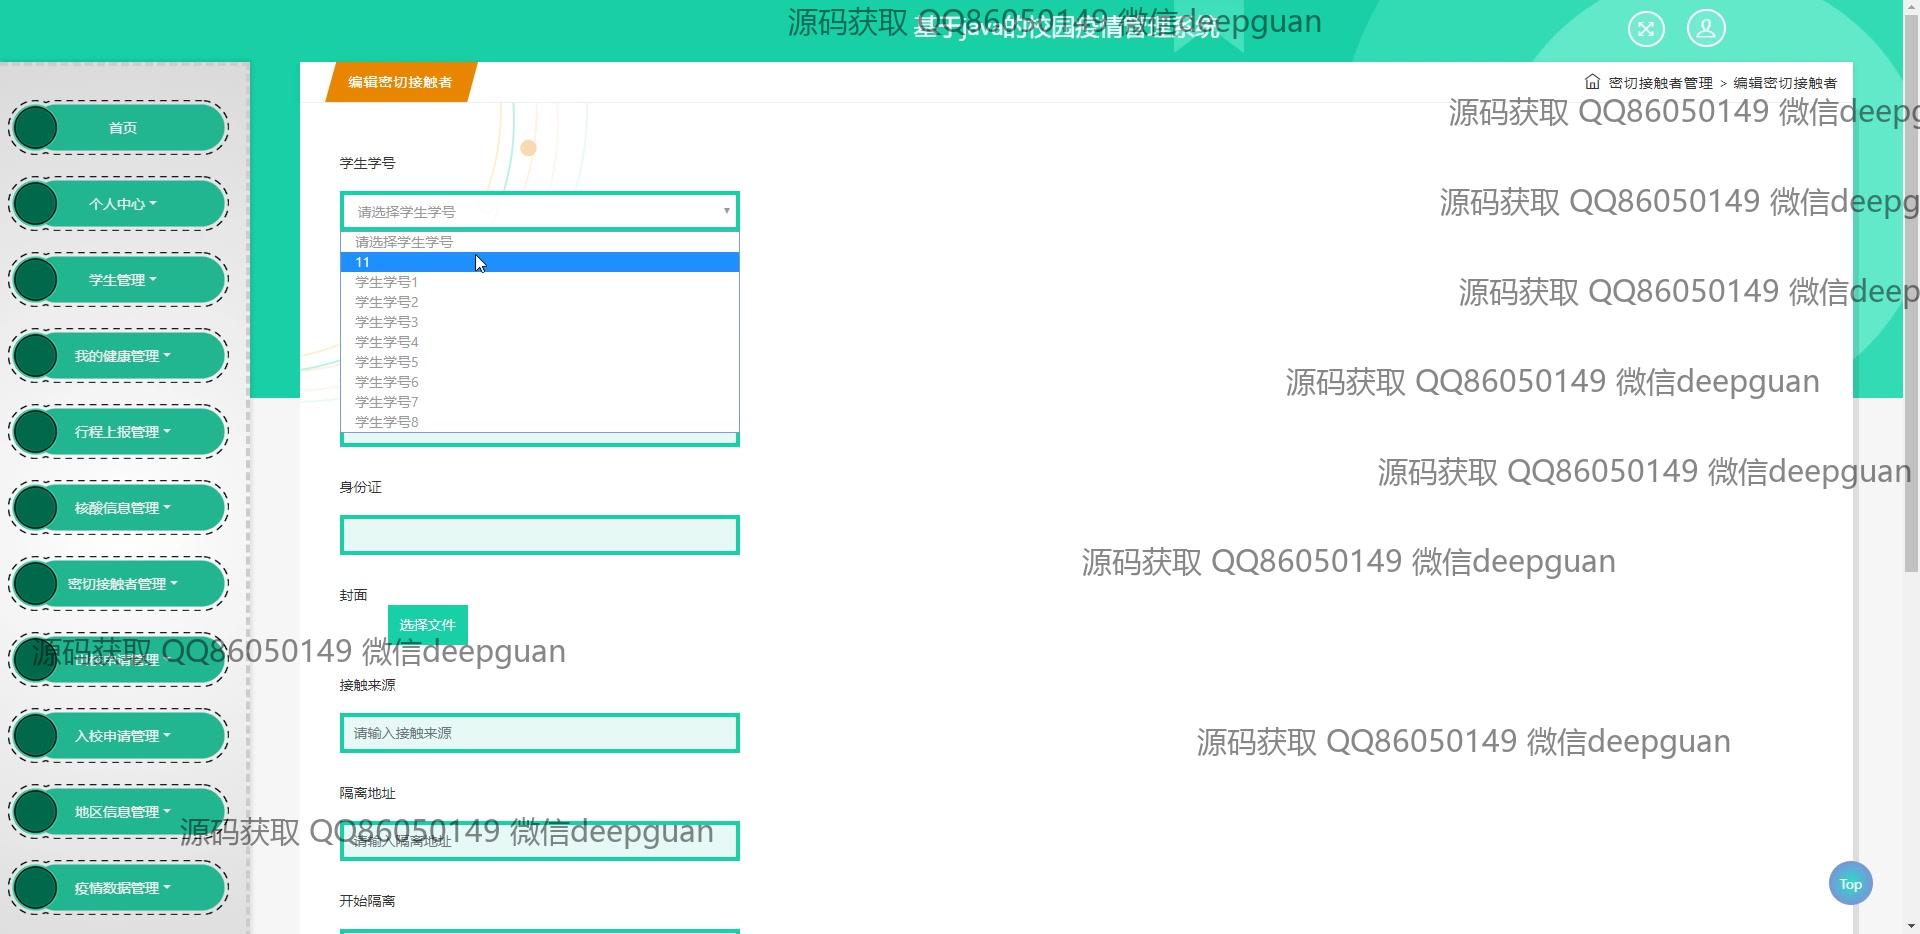 基于java的校园疫情管理系统
源码获取 QQ86050149 微信deepguan
编辑密切接触者
密切接触者管理 > 编辑密切接触者
源码获取 QQ86050149 微信deepg
首页
个人中心
学生管理
我的健康管理
行程上报管理
核酸信息管理
密切接触者管理
入校申请管理
地区信息管理
疫情数据管理
学生学号
请选择学生学号
请选择学生学号
11
学生学号1
学生学号2
学生学号3
学生学号4
学生学号5
学生学号6
学生学号7
学生学号8
身份证
封面
选择文件
接触来源
请输入接触来源
隔离地址
请输入隔离地址
开始隔离
源码获取 QQ86050149 微信deepg
源码获取 QQ86050149 微信deep
源码获取 QQ86050149 微信deepguan
源码获取 QQ86050149 微信deepguan
源码获取 QQ86050149 微信deepguan
源码获取 QQ86050149 微信deepguan
源码获取 QQ86050149 微信deepguan
源码获取 QQ86050149 微信deepguan
Top